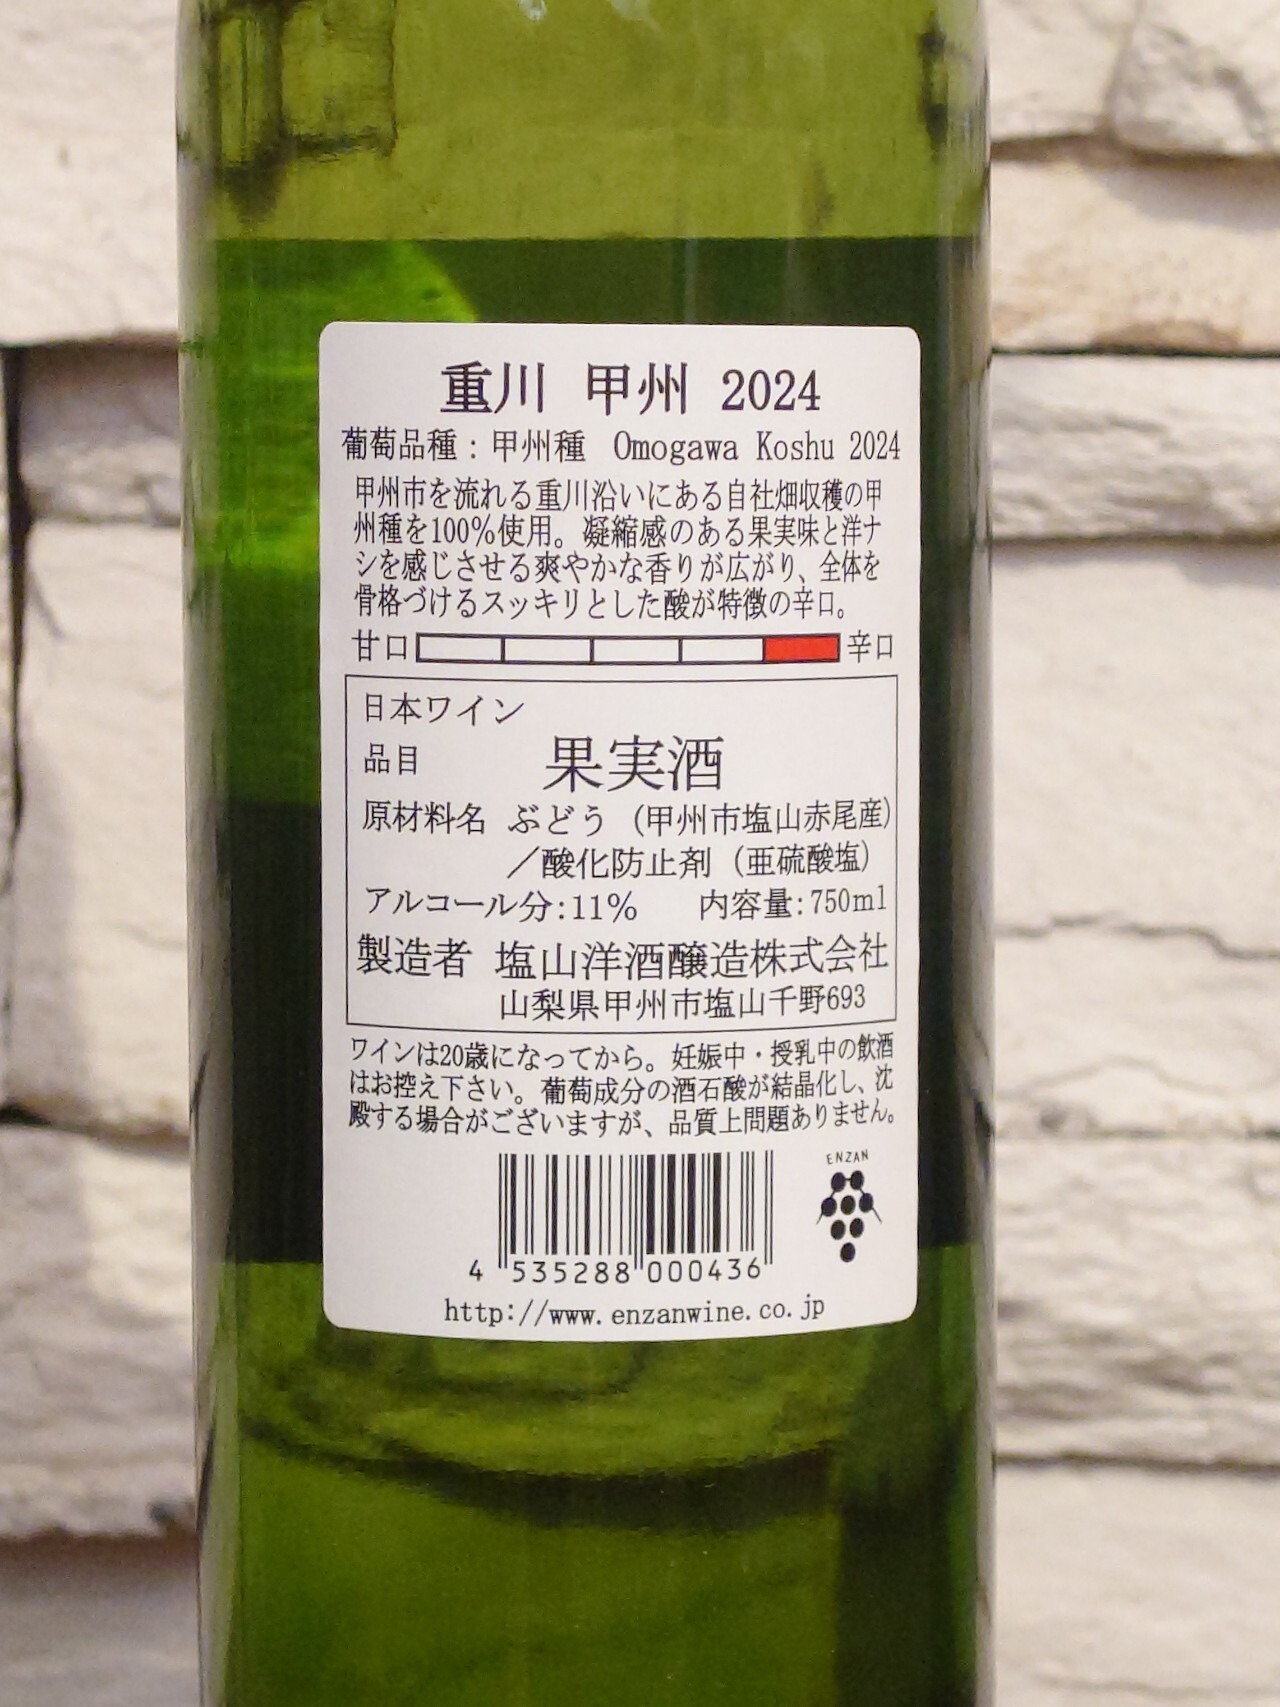 重川 甲州 2024
葡萄品種：甲州種 Omogawa Koshu 2024
甲州市を流れる重川沿いにある自社畑収穫の甲
州種を100%使用。凝縮感のある果実味と洋ナ
シを感じさせる爽やかな香りが広がり、全体を
骨格づけるスッキリとした酸が特徴の辛口。
甘口 辛口
日本ワイン
品目 果実酒
原材料名 ぶどう（甲州市塩山赤尾産）
／酸化防止剤（亜硫酸塩）
アルコール分:11% 内容量:750ml
製造者 塩山洋酒醸造株式会社
山梨県甲州市塩山千野693
ワインは20歳になってから。妊娠中・授乳中の飲酒
はお控え下さい。葡萄成分の酒石酸が結晶化し、沈
殿する場合がございますが、品質上問題ありません。
ENZAN
4 535288 000436
http://www.enzanwine.co.jp